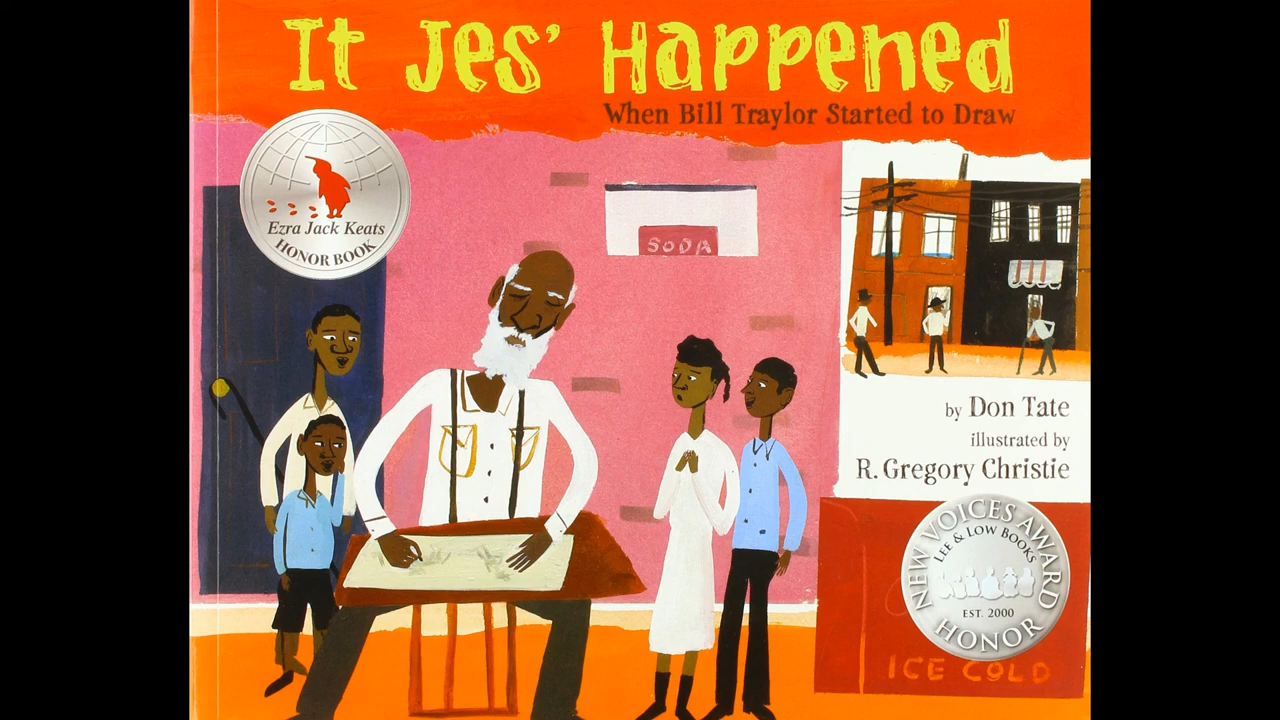 It Jes' Happened
When Bill Traylor Started to Draw
Ezra Jack Keats
HONOR BOOK
SODA
by Don Tate
illustrated by
R. Gregory Christie
NEW VOICES AWARD
LEE & LOW BOOKS
EST. 2000
HONOR
ICE COLD